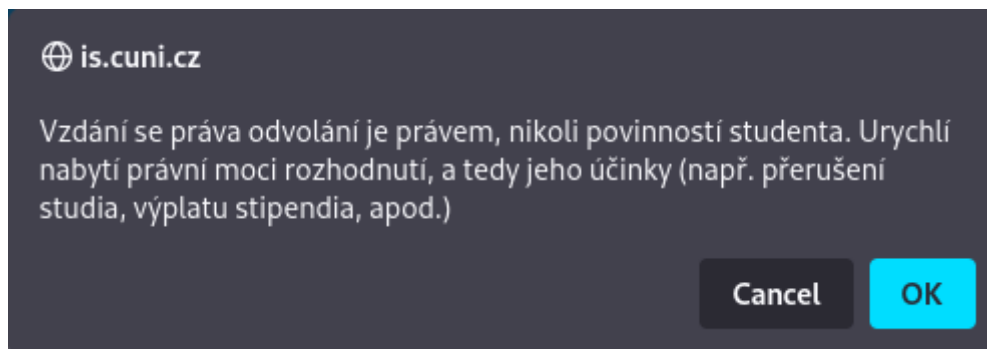 is.cuni.cz
Vzdání se práva odvolání je právem, nikoli povinností studenta. Urychlí
nabytí právní moci rozhodnutí, a tedy jeho účinky (např. přerušení
studia, výplatu stipendia, apod.)
Cancel OK